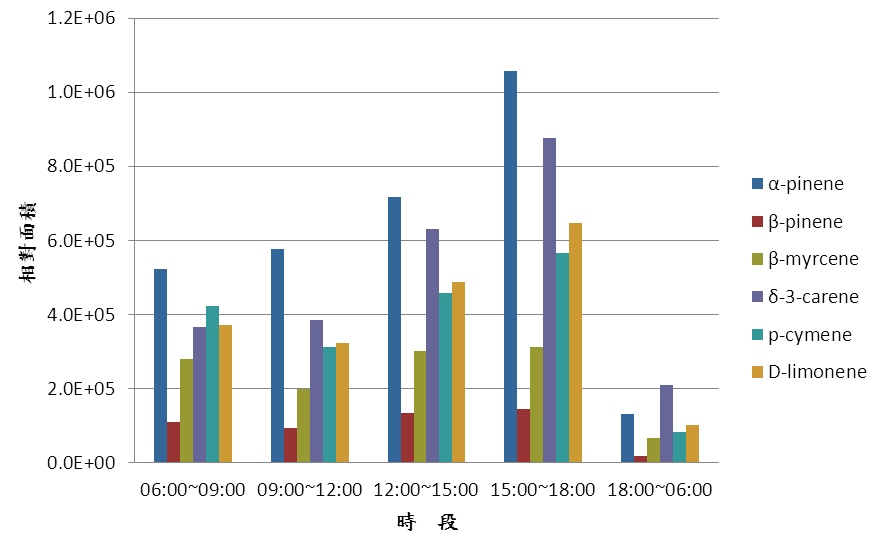 1.2E+06
1.0E+06
8.0E+05
6.0E+05
4.0E+05
2.0E+05
0.0E+00
相對面積
06:00~09:00 09:00~12:00 12:00~15:00 15:00~18:00 18:00~06:00
時 段
α-pinene
β-pinene
β-myrcene
δ-3-carene
p-cymene
D-limonene